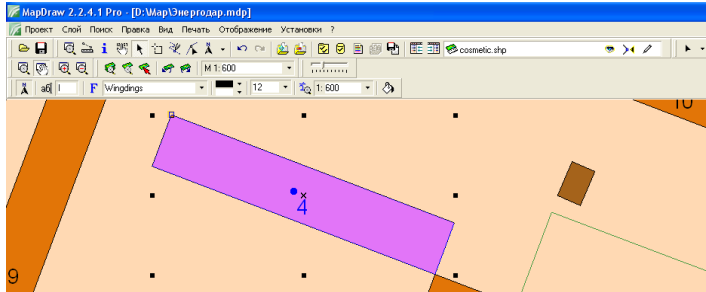 MapDraw 2.2.4.1 Pro - [D:\Map\Энергодар.mdp]
Проект Слой Поиск Правка Вид Печать Отображение Установки ?
cosmetic.shp
M 1:600
аб I F Wingdings 12 1:600
10
4
9